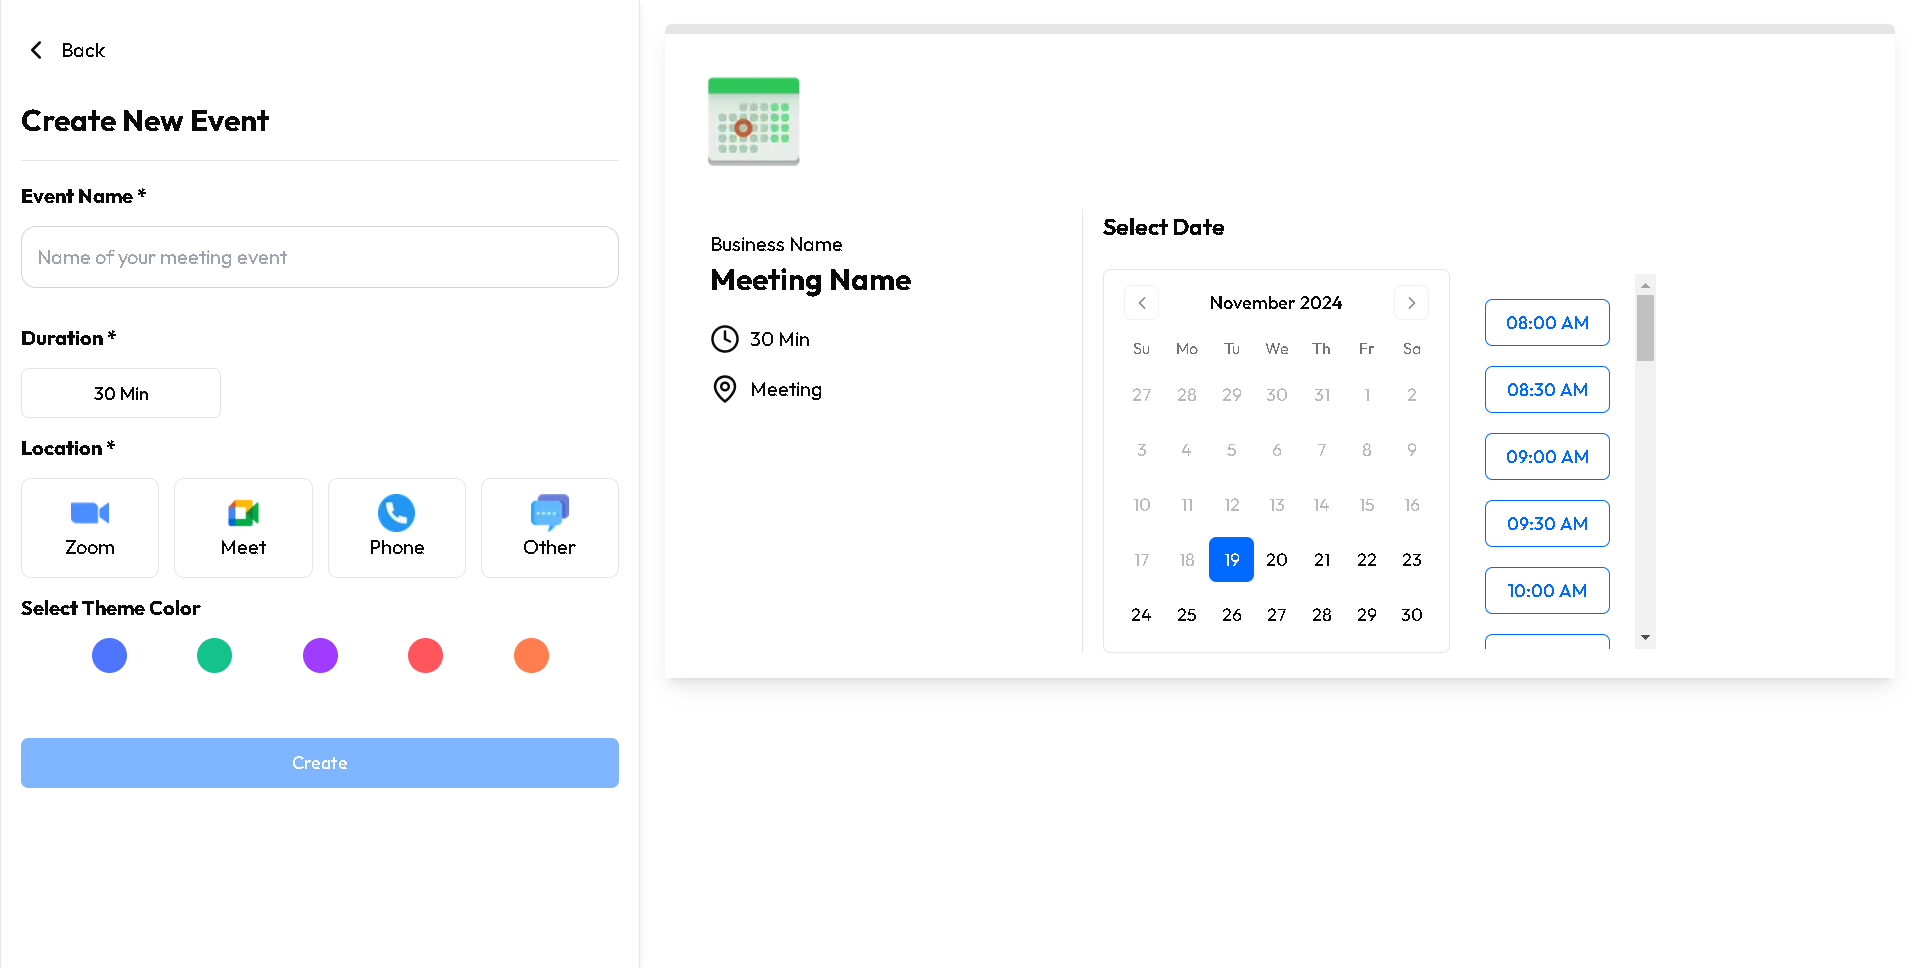 Back
Create New Event
Event Name *
Name of your meeting event
Duration *
30 Min
Location *
Zoom Meet Phone Other
Select Theme Color
Create
Business Name
Meeting Name
30 Min
Meeting
Select Date
November 2024
Su Mo Tu We Th Fr Sa
27 28 29 30 31 1 2
3 4 5 6 7 8 9
10 11 12 13 14 15 16
17 18 19 20 21 22 23
24 25 26 27 28 29 30
08:00 AM
08:30 AM
09:00 AM
09:30 AM
10:00 AM